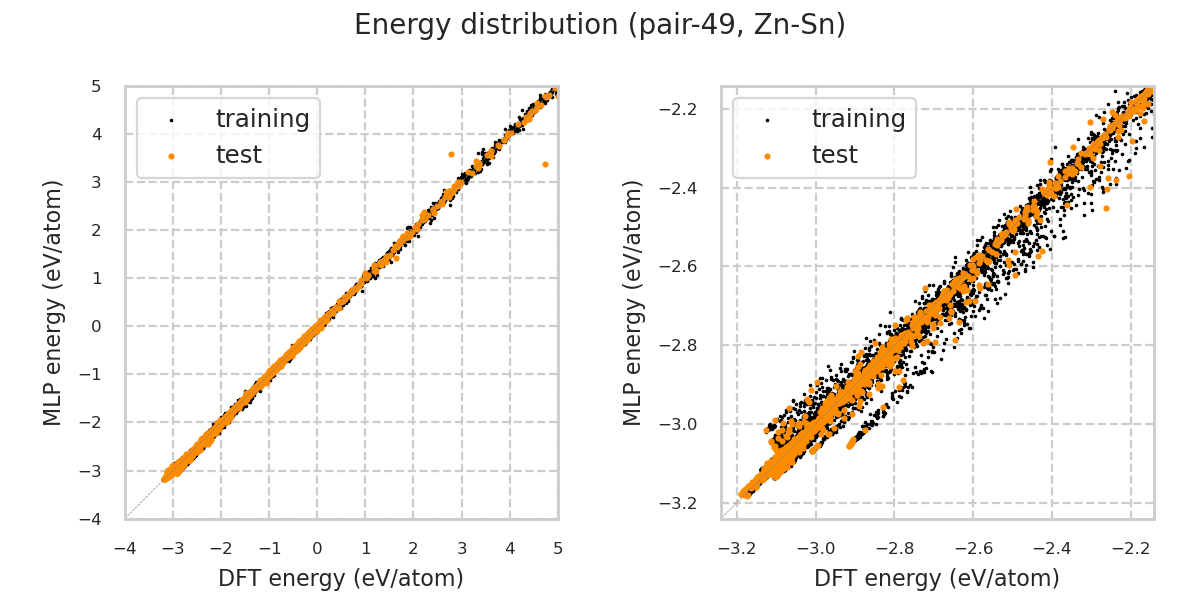 Energy distribution (pair-49, Zn-Sn)
training
test
MLP energy (eV/atom)
5
4
3
2
1
0
−1
−2
−3
−4
−4 −3 −2 −1 0 1 2 3 4 5
DFT energy (eV/atom)
training
test
MLP energy (eV/atom)
−2.2
−2.4
−2.6
−2.8
−3.0
−3.2
−3.2 −3.0 −2.8 −2.6 −2.4 −2.2
DFT energy (eV/atom)